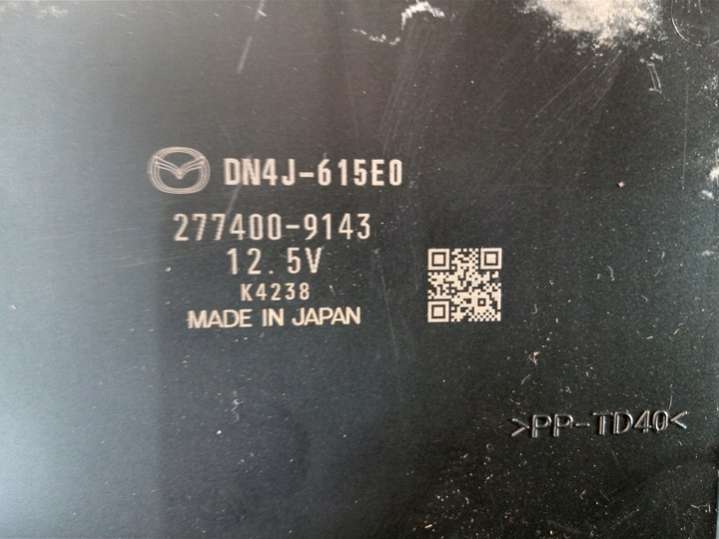 DN4J-615E0
277400-9143
12.5V
K4238
MADE IN JAPAN
>PP-TD40<